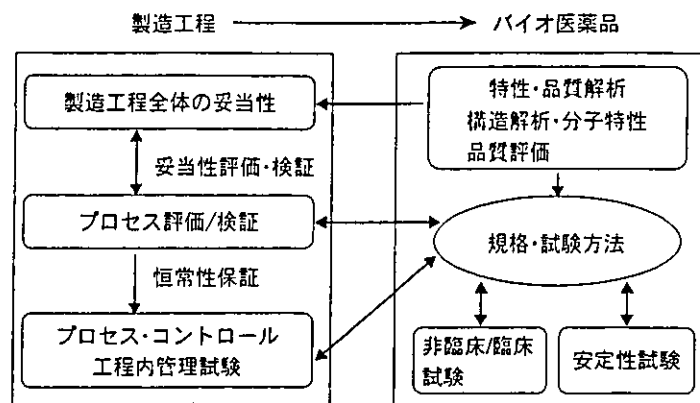 製造工程
バイオ医薬品
製造工程全体の妥当性
妥当性評価・検証
プロセス評価/検証
恒常性保証
プロセス・コントロール
工程内管理試験
特性・品質解析
構造解析・分子特性
品質評価
規格・試験方法
非臨床/臨床
試験
安定性試験